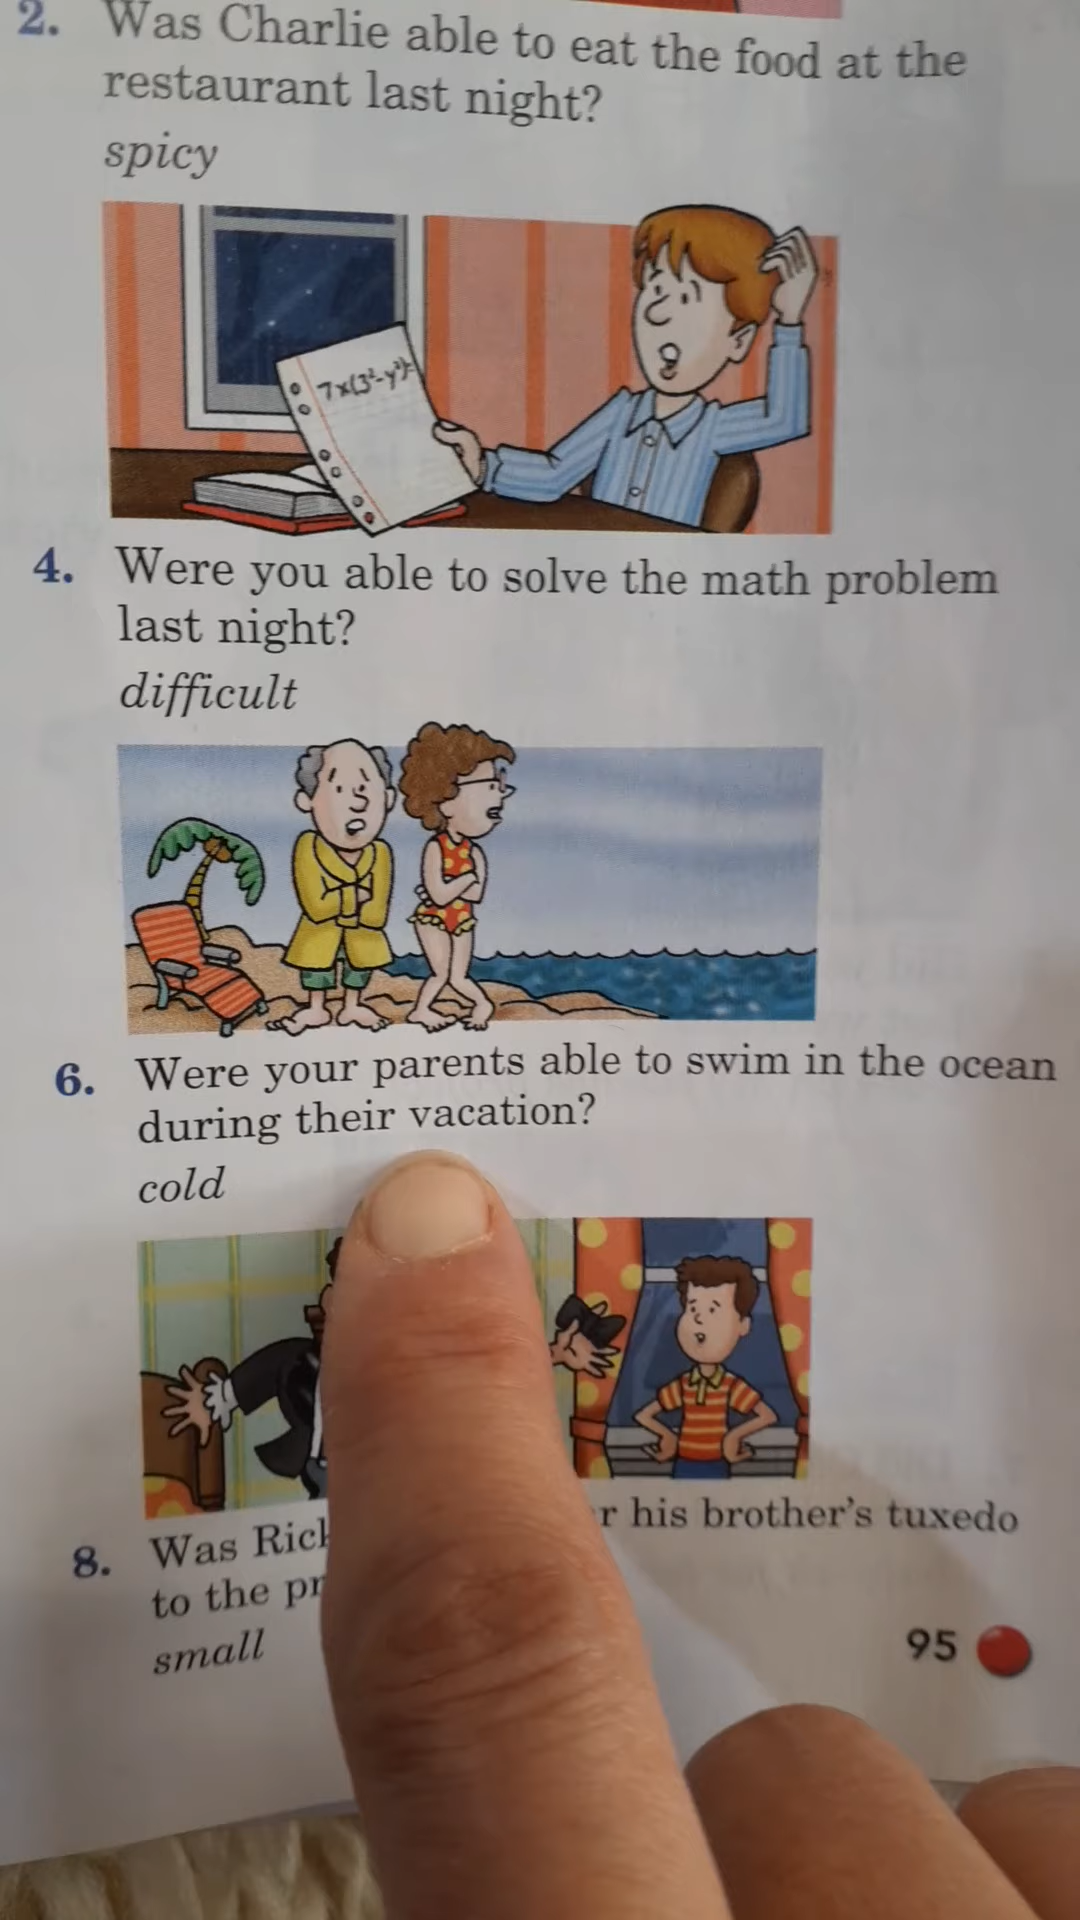 2. Was Charlie able to eat the food at the
restaurant last night?
spicy
7x(3²-y²)=
4. Were you able to solve the math problem
last night?
difficult
6. Were your parents able to swim in the ocean
during their vacation?
cold
8. Was his brother's tuxedo
to the
small
95